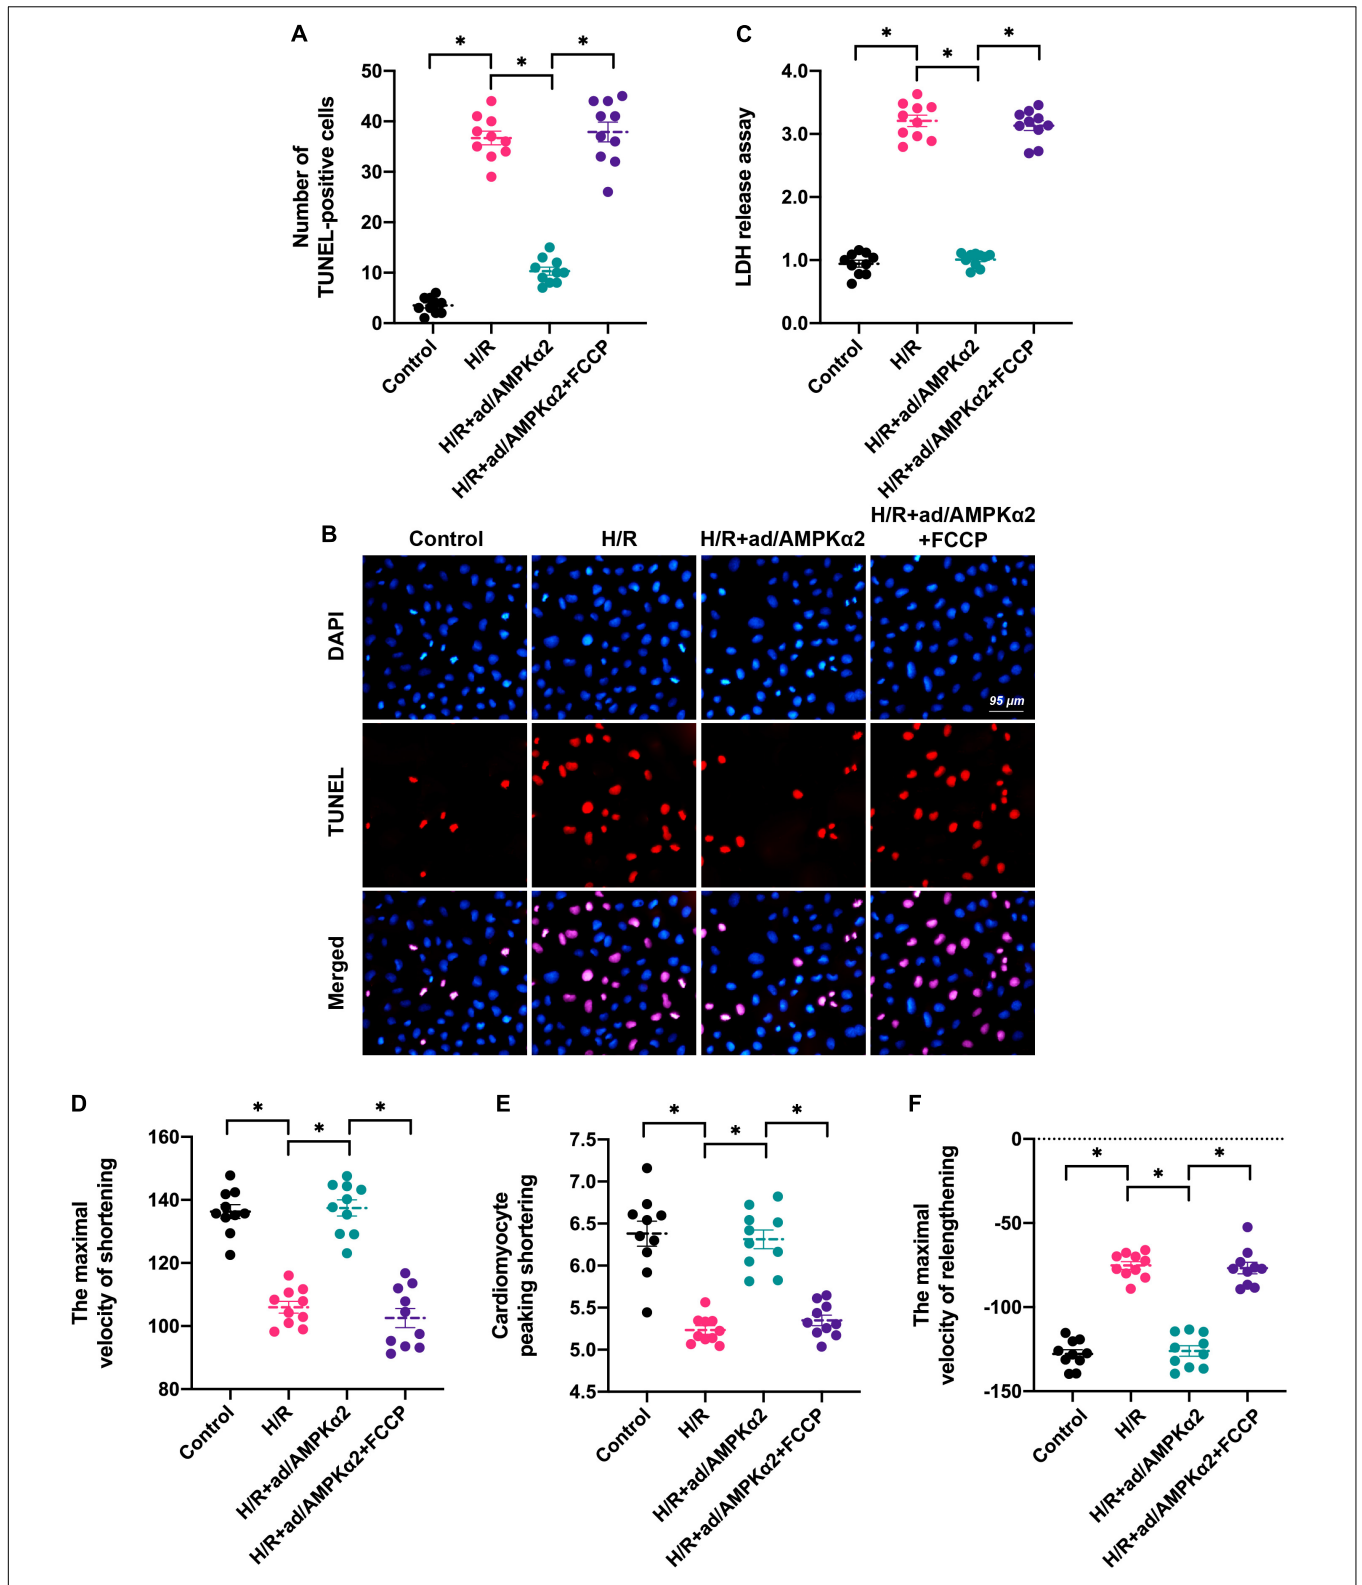 A
*
*
*
Number of
TUNEL-positive cells
50
40
30
20
10
0
Control
H/R
H/R+ad/AMPKα2
H/R+ad/AMPKα2+FCCP
C
*
*
*
LDH release assay
4.0
3.0
2.0
1.0
0.0
Control
H/R
H/R+ad/AMPKα2
H/R+ad/AMPKα2+FCCP
B
Control
H/R
H/R+ad/AMPKα2
H/R+ad/AMPKα2
+FCCP
DAPI
95 µm
TUNEL
Merged
D
*
*
*
The maximal
velocity of shortening
160
140
120
100
80
Control
H/R
H/R+ad/AMPKα2
H/R+ad/AMPKα2+FCCP
E
*
*
*
Cardiomyocyte
peaking shortening
7.5
7.0
6.5
6.0
5.5
5.0
4.5
Control
H/R
H/R+ad/AMPKα2
H/R+ad/AMPKα2+FCCP
F
*
*
*
The maximal
velocity of relengthening
0
-50
-100
-150
Control
H/R
H/R+ad/AMPKα2
H/R+ad/AMPKα2+FCCP